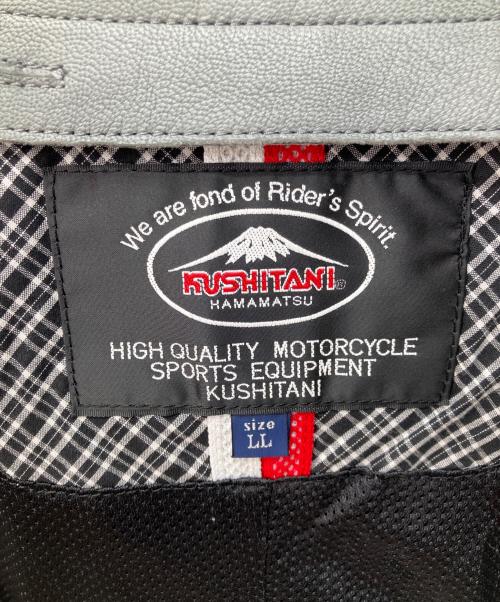 We are fond of Rider's Spirit.
KUSHITANI®
HAMAMATSU
HIGH QUALITY MOTORCYCLE
SPORTS EQUIPMENT
KUSHITANI
size
LL